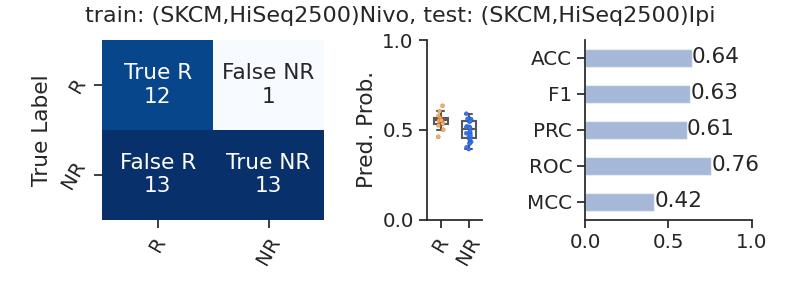 train: (SKCM,HiSeq2500)Nivo, test: (SKCM,HiSeq2500)Ipi
True Label
R
NR
True R
12
False NR
1
False R
13
True NR
13
R
NR
Pred. Prob.
1.0
0.5
0.0
R
NR
ACC
0.64
F1
0.63
PRC
0.61
ROC
0.76
MCC
0.42
0.0
0.5
1.0